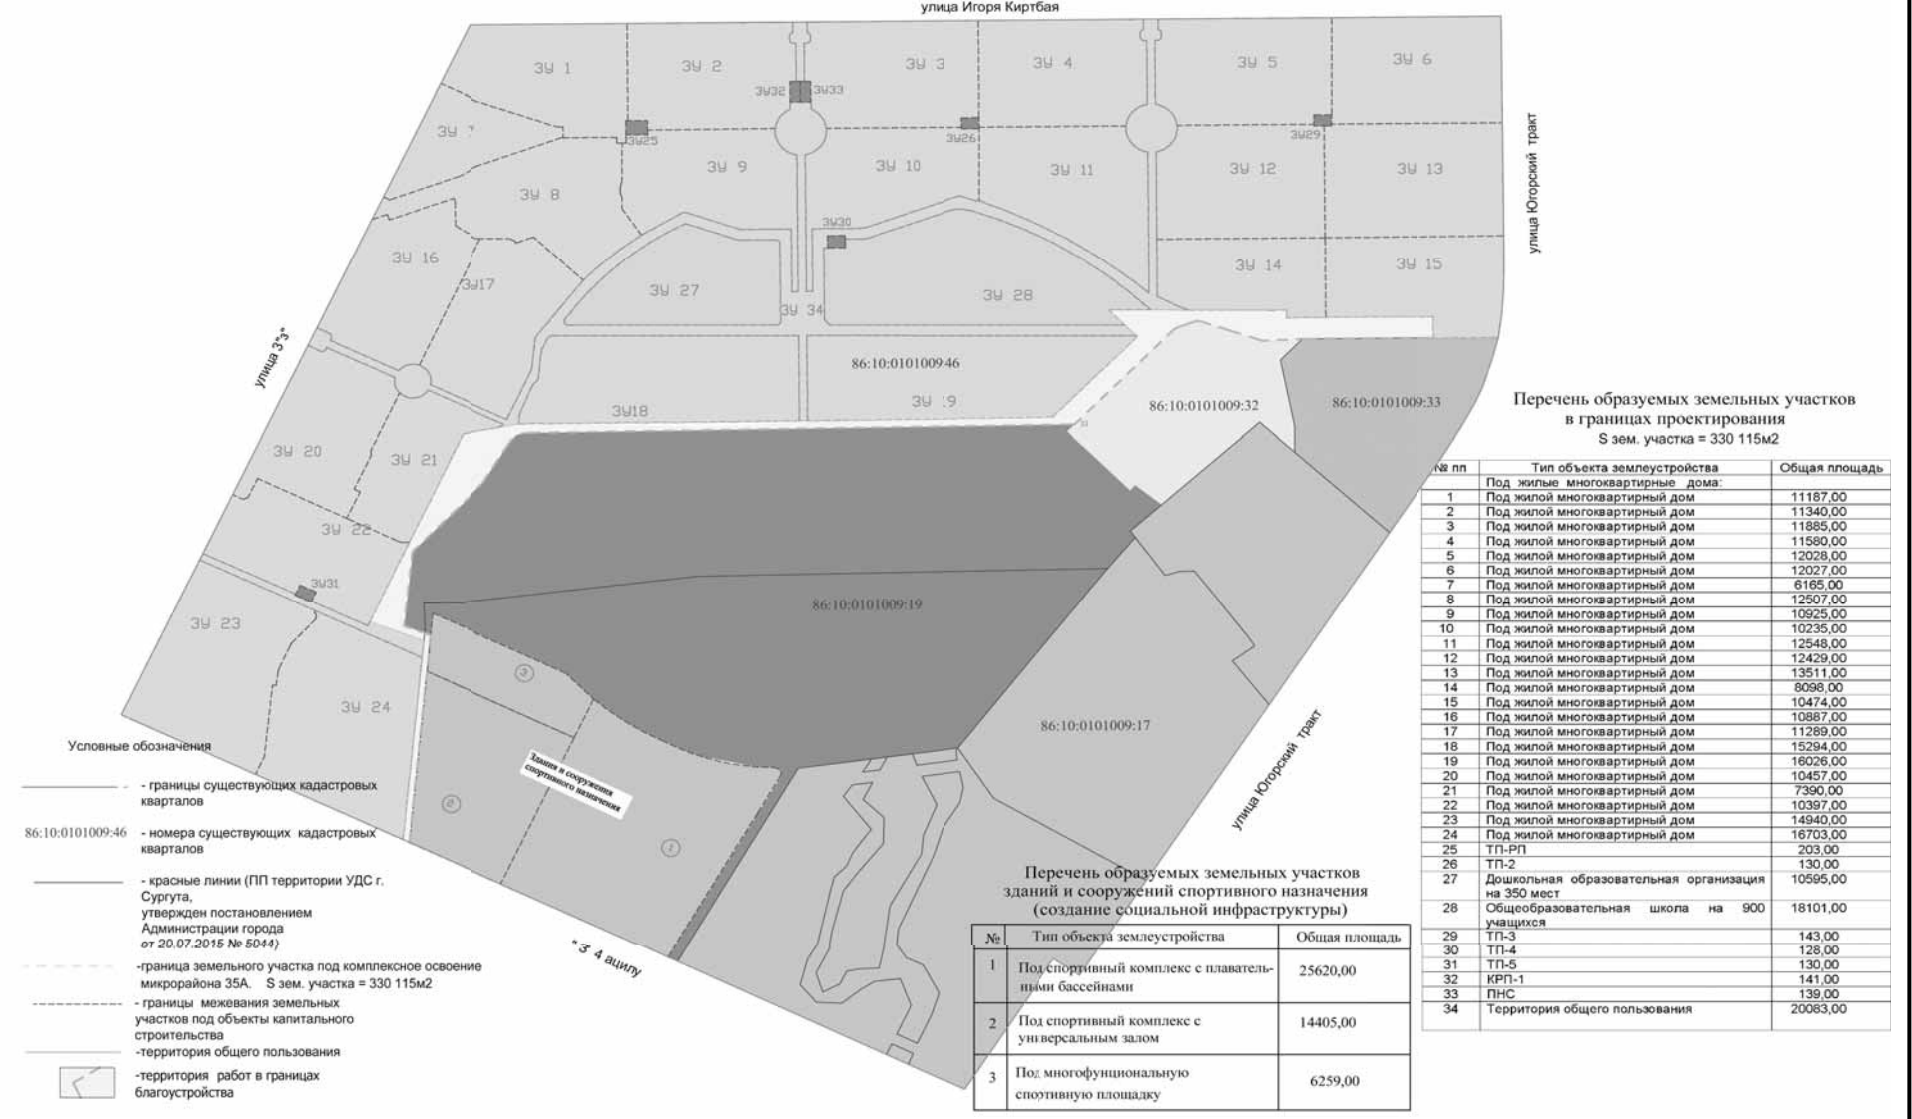 улица Игоря Киртбая
ЗУ 1
ЗУ 2
ЗУ 3
ЗУ 4
ЗУ 5
ЗУ 6
ЗУ32
ЗУ33
ЗУ
ЗУ25
ЗУ26
ЗУ29
ЗУ 8
ЗУ 9
ЗУ 10
ЗУ 11
ЗУ 12
ЗУ 13
улица Югорский тракт
ЗУ30
ЗУ 16
ЗУ17
ЗУ 27
ЗУ 28
ЗУ 14
ЗУ 15
ЗУ 34
улица 3"З"
86:10:010100946
ЗУ18
ЗУ 9
86:10:0101009:32
86:10:0101009:33
ЗУ 20
ЗУ 21
ЗУ 22
ЗУ31
ЗУ 23
ЗУ 24
86:10:0101009:19
86:10:0101009:17
3
2
1
Здания и сооружения
спортивного назначения
улица Югорский тракт
"З 4 ацилу
Условные обозначения
- границы существующих кадастровых
кварталов
86:10:0101009:46 - номера существующих кадастровых
кварталов
- красные линии (ПП территории УДС г.
Сургута,
утвержден постановлением
Администрации города
от 20.07.2015 № 5044)
-граница земельного участка под комплексное освоение
микрорайона 35А. S зем. участка = 330 115м2
- границы межевания земельных
участков под объекты капитального
строительства
-территория общего пользования
-территория работ в границах
благоустройства
Перечень образуемых земельных участков
зданий и сооружений спортивного назначения
(создание социальной инфраструктуры)
№ Тип объекта землеустройства Общая площадь
1 Под спортивный комплекс с плаватель-
ными бассейнами 25620,00
2 Под спортивный комплекс с
универсальным залом 14405,00
3 Под многофунциональную
спортивную площадку 6259,00
Перечень образуемых земельных участков
в границах проектирования
S зем. участка = 330 115м2
№ пп Тип объекта землеустройства Общая площадь
Под жилые многоквартирные дома:
1 Под жилой многоквартирный дом 11187,00
2 Под жилой многоквартирный дом 11340,00
3 Под жилой многоквартирный дом 11885,00
4 Под жилой многоквартирный дом 11580,00
5 Под жилой многоквартирный дом 12028,00
6 Под жилой многоквартирный дом 12027,00
7 Под жилой многоквартирный дом 6165,00
8 Под жилой многоквартирный дом 12507,00
9 Под жилой многоквартирный дом 10925,00
10 Под жилой многоквартирный дом 10235,00
11 Под жилой многоквартирный дом 12548,00
12 Под жилой многоквартирный дом 12429,00
13 Под жилой многоквартирный дом 13511,00
14 Под жилой многоквартирный дом 8098,00
15 Под жилой многоквартирный дом 10474,00
16 Под жилой многоквартирный дом 10887,00
17 Под жилой многоквартирный дом 11289,00
18 Под жилой многоквартирный дом 15294,00
19 Под жилой многоквартирный дом 16026,00
20 Под жилой многоквартирный дом 10457,00
21 Под жилой многоквартирный дом 7390,00
22 Под жилой многоквартирный дом 10397,00
23 Под жилой многоквартирный дом 14940,00
24 Под жилой многоквартирный дом 16703,00
25 ТП-РП 203,00
26 ТП-2 130,00
27 Дошкольная образовательная организация
на 350 мест 10595,00
28 Общеобразовательная школа на 900
учащихся 18101,00
29 ТП-3 143,00
30 ТП-4 128,00
31 ТП-5 130,00
32 КРП-1 141,00
33 ПНС 139,00
34 Территория общего пользования 20083,00